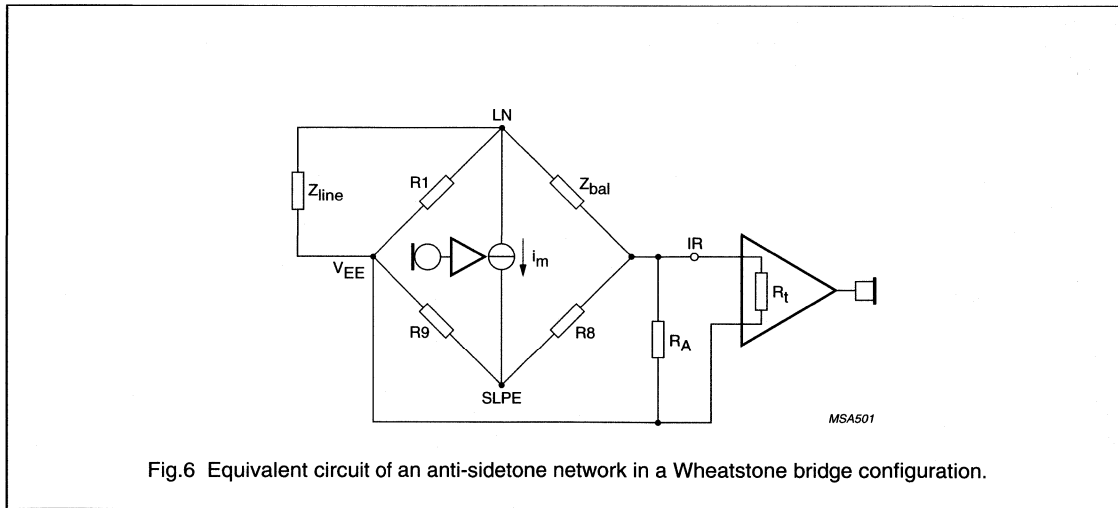 LN
R1
Z_bal
Z_line
IR
V_EE
i_m
R_t
R9
R8
R_A
SLPE
MSA501
Fig.6 Equivalent circuit of an anti-sidetone network in a Wheatstone bridge configuration.